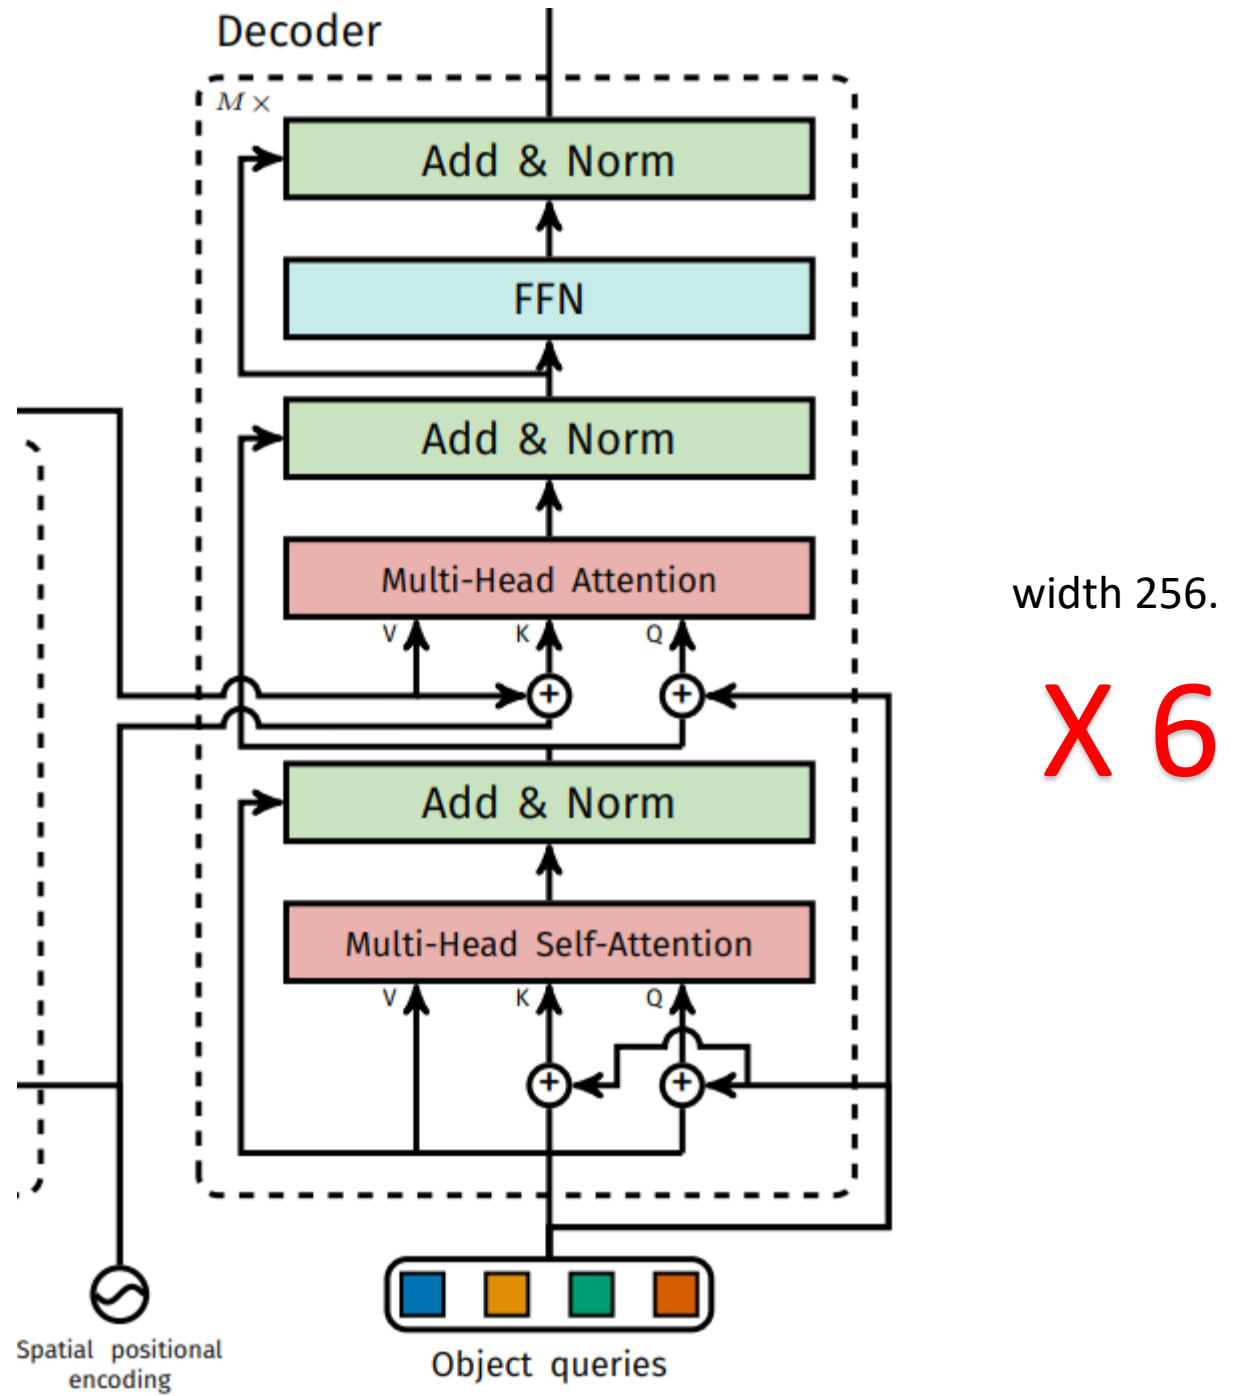 Decoder
M ×
Add & Norm
FFN
Add & Norm
Multi-Head Attention
V K Q
+ +
width 256.
X 6
Add & Norm
Multi-Head Self-Attention
V K Q
+ +
Spatial positional
encoding
Object queries